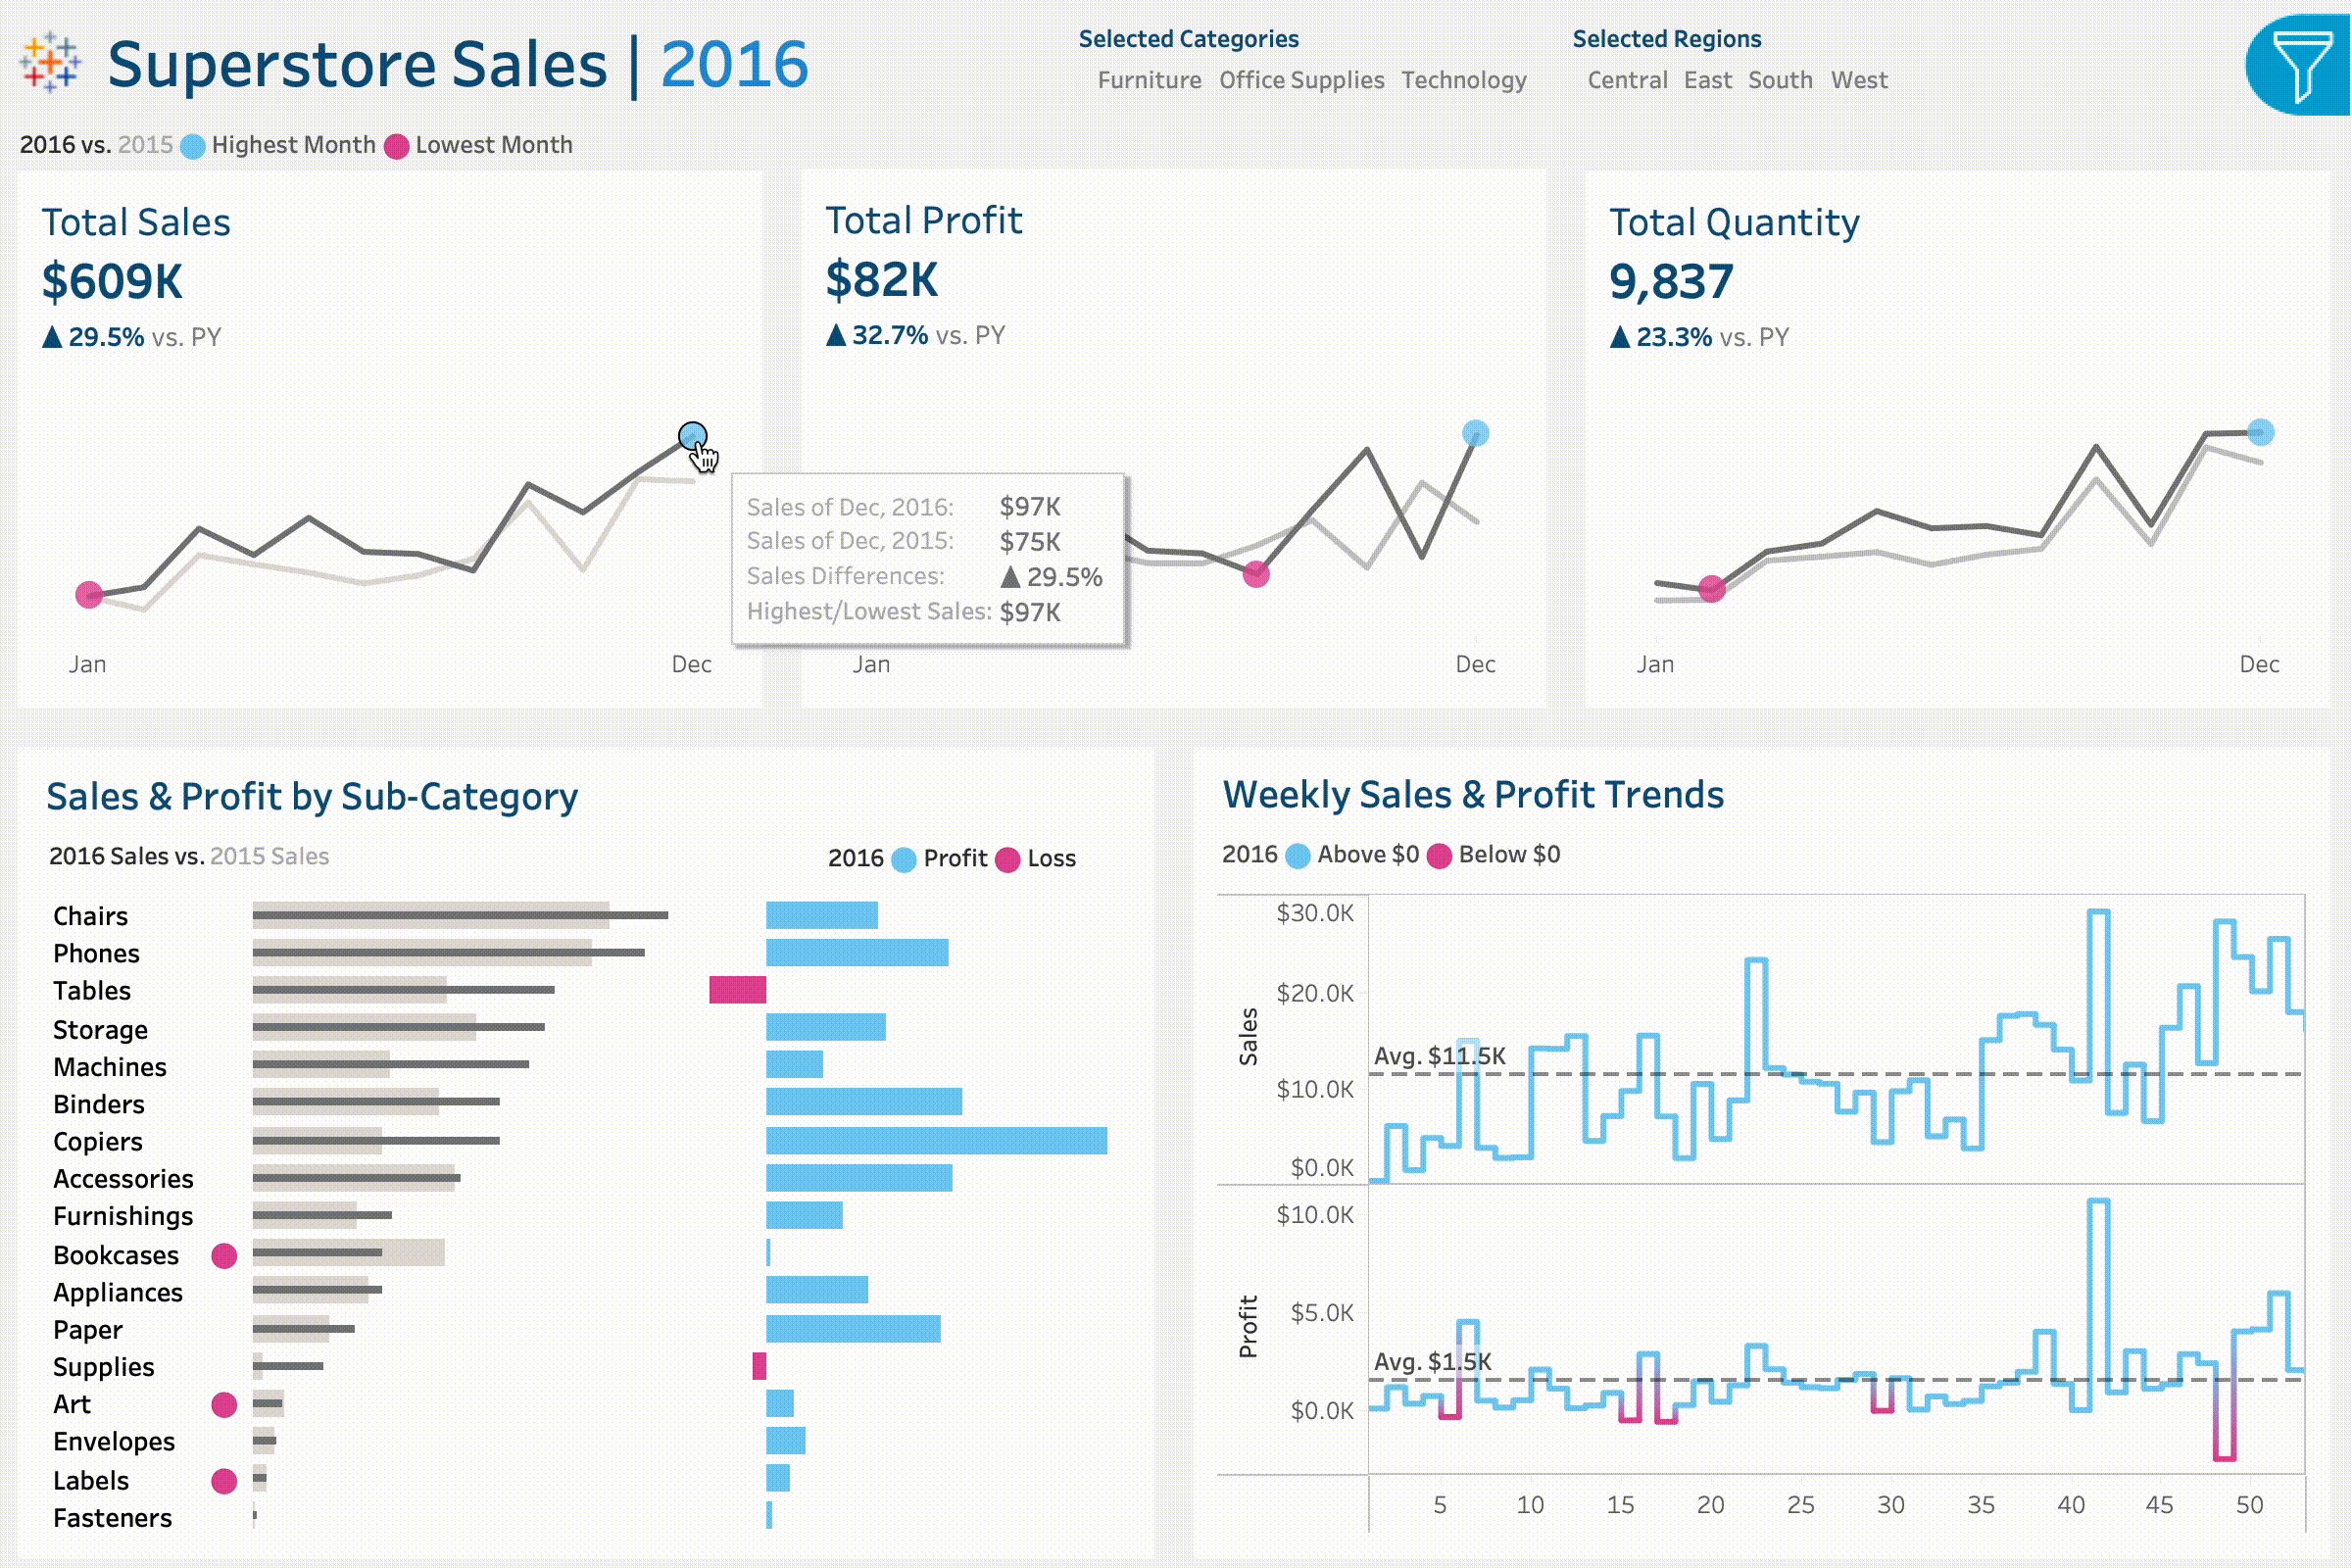 Superstore Sales | 2016
Selected Categories
Furniture Office Supplies Technology
Selected Regions
Central East South West
2016 vs. 2015 Highest Month Lowest Month
Total Sales
$609K
▲ 29.5% vs. PY
Jan Dec
Total Profit
$82K
▲ 32.7% vs. PY
Jan Dec
Sales of Dec, 2016: $97K
Sales of Dec, 2015: $75K
Sales Differences: ▲ 29.5%
Highest/Lowest Sales: $97K
Total Quantity
9,837
▲ 23.3% vs. PY
Jan Dec
Sales & Profit by Sub-Category
2016 Sales vs. 2015 Sales
2016 Profit Loss
Chairs
Phones
Tables
Storage
Machines
Binders
Copiers
Accessories
Furnishings
Bookcases
Appliances
Paper
Supplies
Art
Envelopes
Labels
Fasteners
Weekly Sales & Profit Trends
2016 Above $0 Below $0
Sales
$30.0K
$20.0K
Avg. $11.5K
$10.0K
$0.0K
Profit
$10.0K
$5.0K
Avg. $1.5K
$0.0K
5 10 15 20 25 30 35 40 45 50